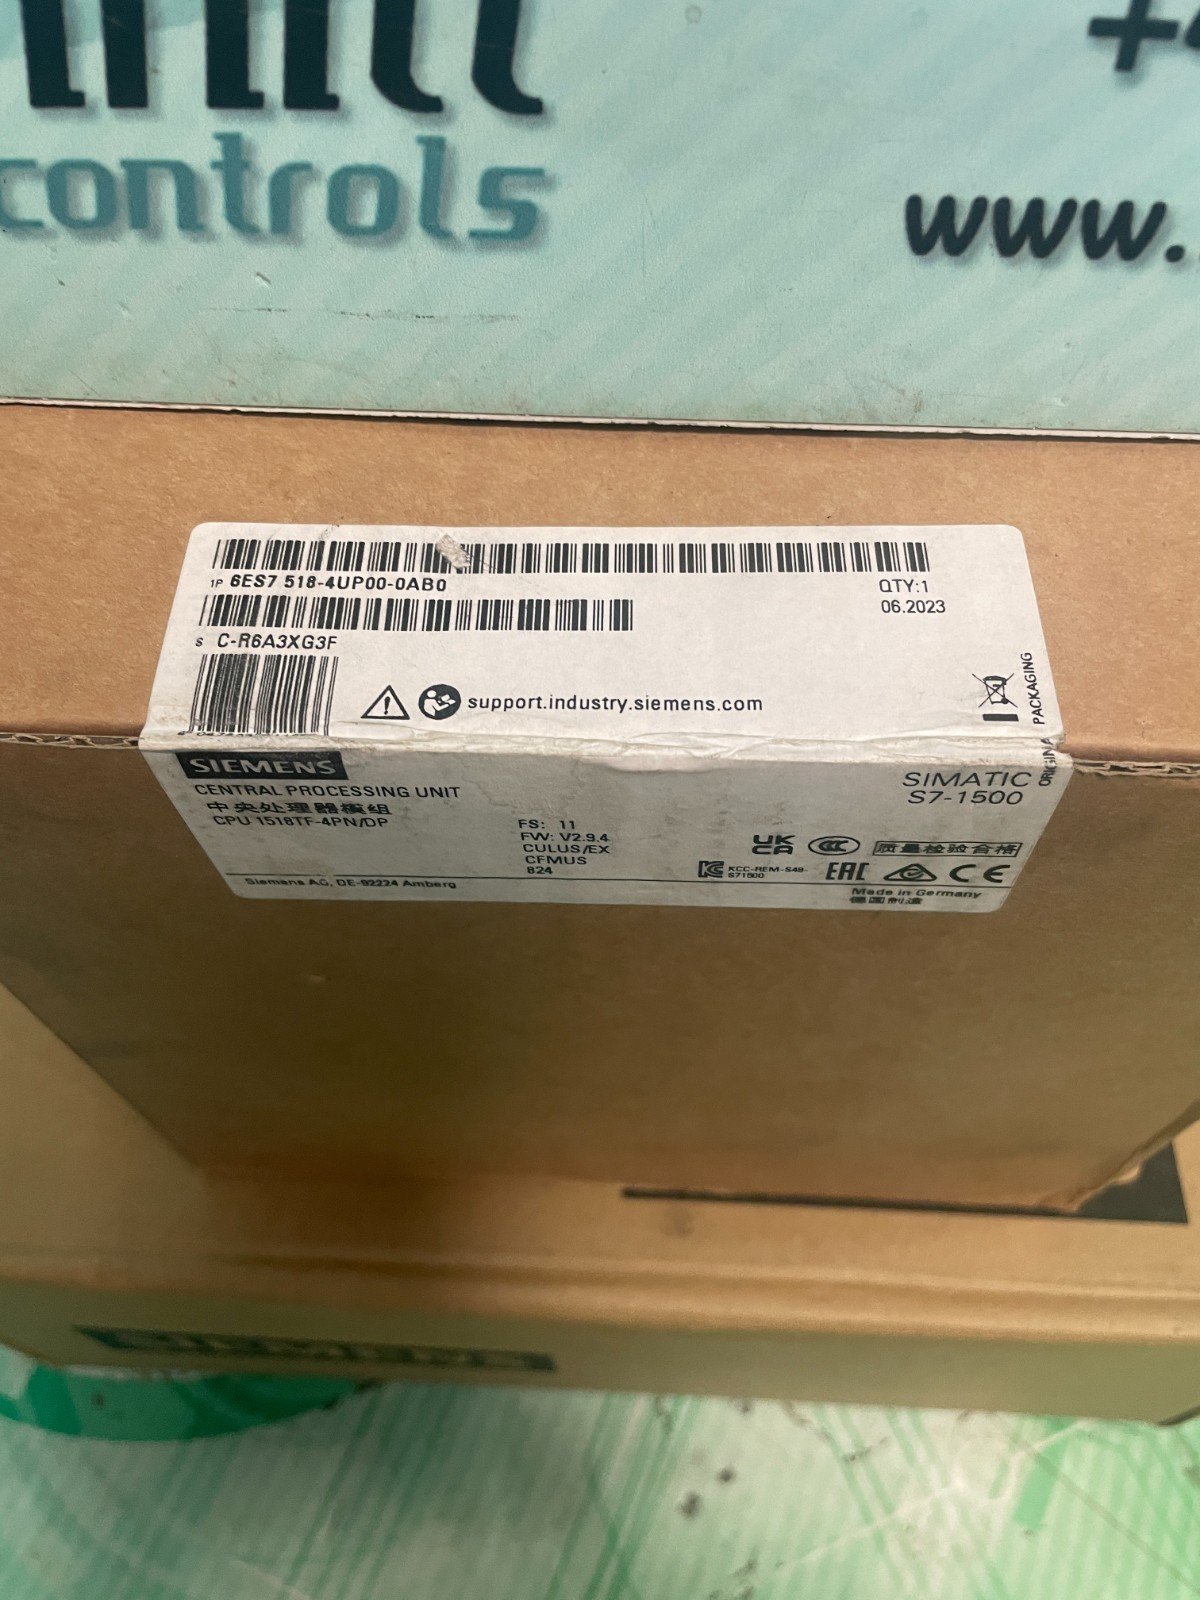 controls
www.
1P 6ES7 518-4UP00-0AB0
QTY:1
06.2023
S C-R6A3XG3F
support.industry.siemens.com
ORIGINAL PACKAGING
SIEMENS
CENTRAL PROCESSING UNIT
中央处理器模组
CPU 1518TF-4PN/DP
SIMATIC
S7-1500
FS: 11
FW: V2.9.4
CULUS/EX
CFMUS
824
UK CA
CCC
质量检验合格
KCC-REM-S49-
S71500
EAC
CE
Siemens AG, DE-92224 Amberg
Made in Germany
德国制造
SIEMENS